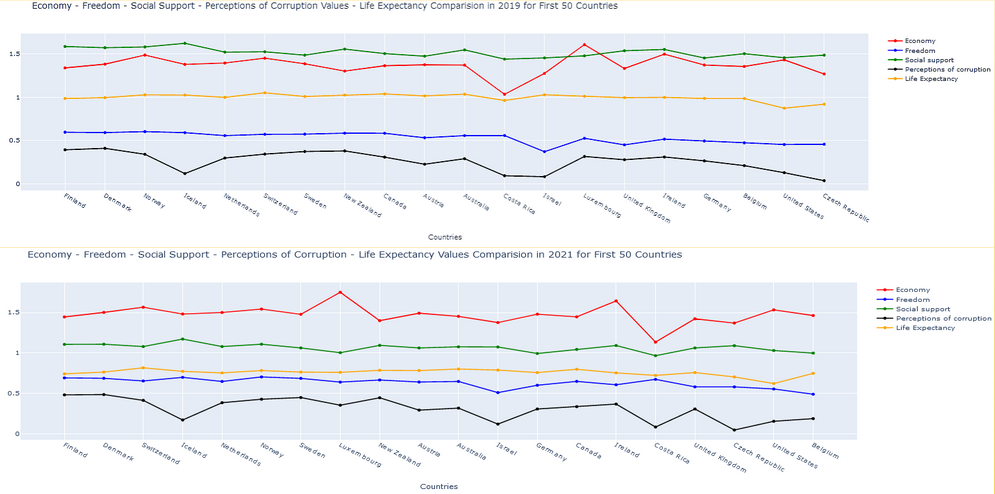 Economy - Freedom - Social Support - Perceptions of Corruption Values - Life Expectancy Comparision in 2019 for First 50 Countries
1.5
1
0.5
0
Finland
Denmark
Norway
Iceland
Netherlands
Switzerland
Sweden
New Zealand
Canada
Austria
Australia
Costa Rica
Israel
Luxembourg
United Kingdom
Ireland
Germany
Belgium
United States
Czech Republic
Countries
Economy
Freedom
Social support
Perceptions of corruption
Life Expectancy
Economy - Freedom - Social Support - Perceptions of Corruption - Life Expectancy Values Comparision in 2021 for First 50 Countries
1.5
1
0.5
0
Finland
Denmark
Switzerland
Iceland
Netherlands
Norway
Sweden
Luxembourg
New Zealand
Austria
Australia
Israel
Germany
Canada
Ireland
Costa Rica
United Kingdom
Czech Republic
United States
Belgium
Countries
Economy
Freedom
Social support
Perceptions of corruption
Life Expectancy